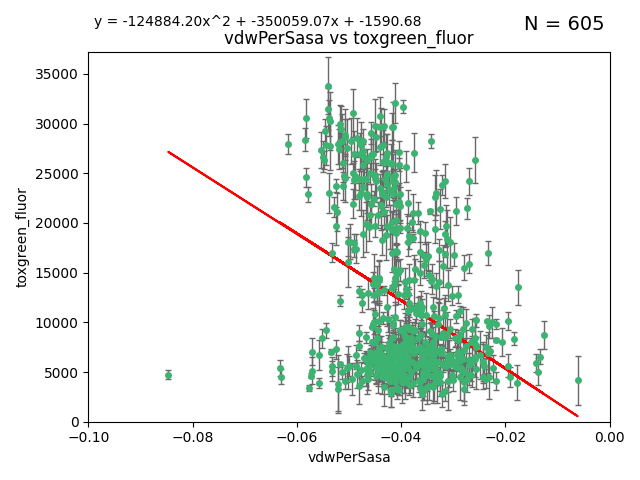 y = -124884.20x^2 + -350059.07x + -1590.68
N = 605
vdwPerSasa vs toxgreen_fluor
35000
30000
25000
20000
15000
10000
5000
0
toxgreen_fluor
−0.10 −0.08 −0.06 −0.04 −0.02 0.00
vdwPerSasa